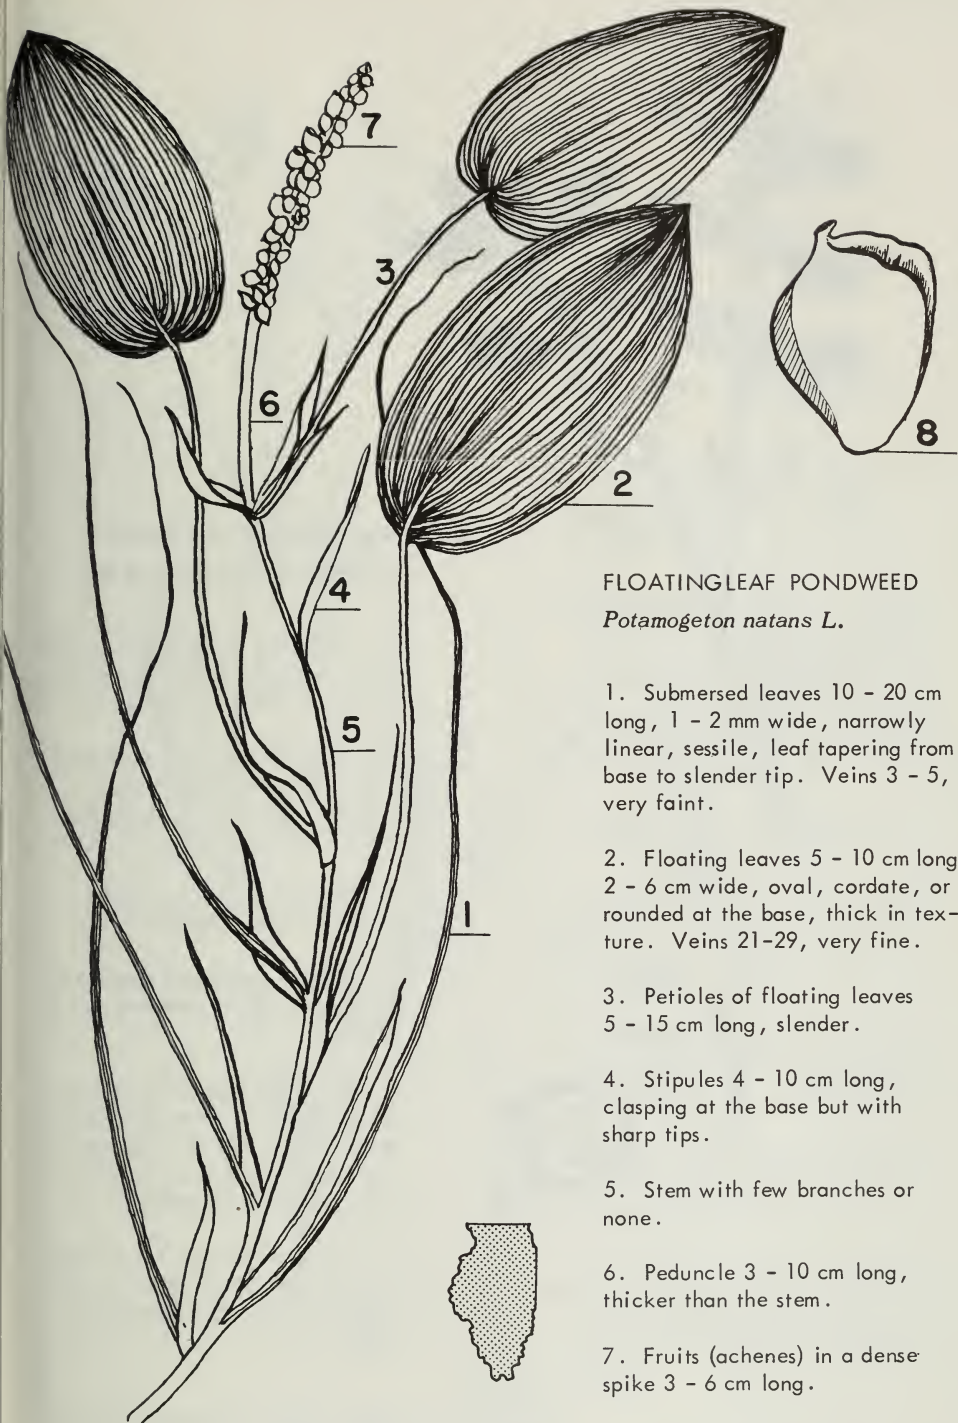 7
3
6
8
2
4
5
1
FLOATINGLEAF PONDWEED
Potamogeton natans L.
1. Submersed leaves 10 - 20 cm
long, 1 - 2 mm wide, narrowly
linear, sessile, leaf tapering from
base to slender tip. Veins 3 - 5,
very faint.
2. Floating leaves 5 - 10 cm long
2 - 6 cm wide, oval, cordate, or
rounded at the base, thick in tex-
ture. Veins 21-29, very fine.
3. Petioles of floating leaves
5 - 15 cm long, slender.
4. Stipules 4 - 10 cm long,
clasping at the base but with
sharp tips.
5. Stem with few branches or
none.
6. Peduncle 3 - 10 cm long,
thicker than the stem.
7. Fruits (achenes) in a dense
spike 3 - 6 cm long.